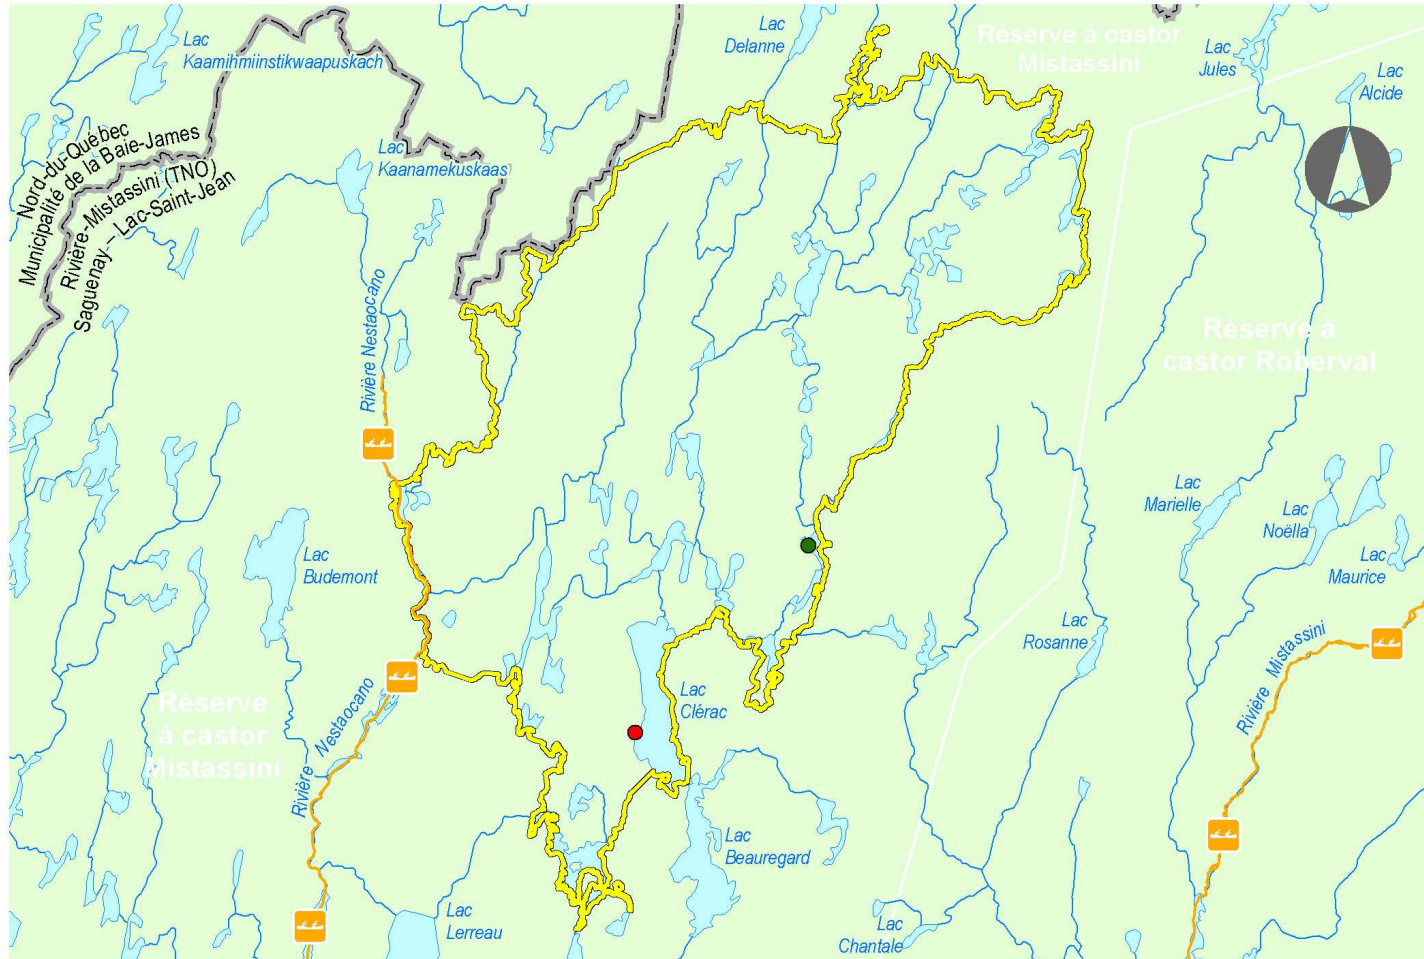 Lac
Delanne
Réserve à castor
Mistassini
Lac
Jules
Lac
Alcide
Lac
Kaamihmiinstikwaapuskach
Nord-du-Québec
Municipalité de la Baie-James
Rivière-Mistassini (TNO)
Saguenay – Lac-Saint-Jean
Lac
Kaanamekuskaas
Rivière Nestaocano
Réserve à
castor Roberval
Lac
Marielle
Lac
Noëlla
Lac
Maurice
Lac
Budemont
Lac
Rosanne
Rivière Mistassini
Réserve
à castor
Mistassini
Rivière Nestaocano
Lac
Clérac
Lac
Beauregard
Lac
Lerreau
Lac
Chantale